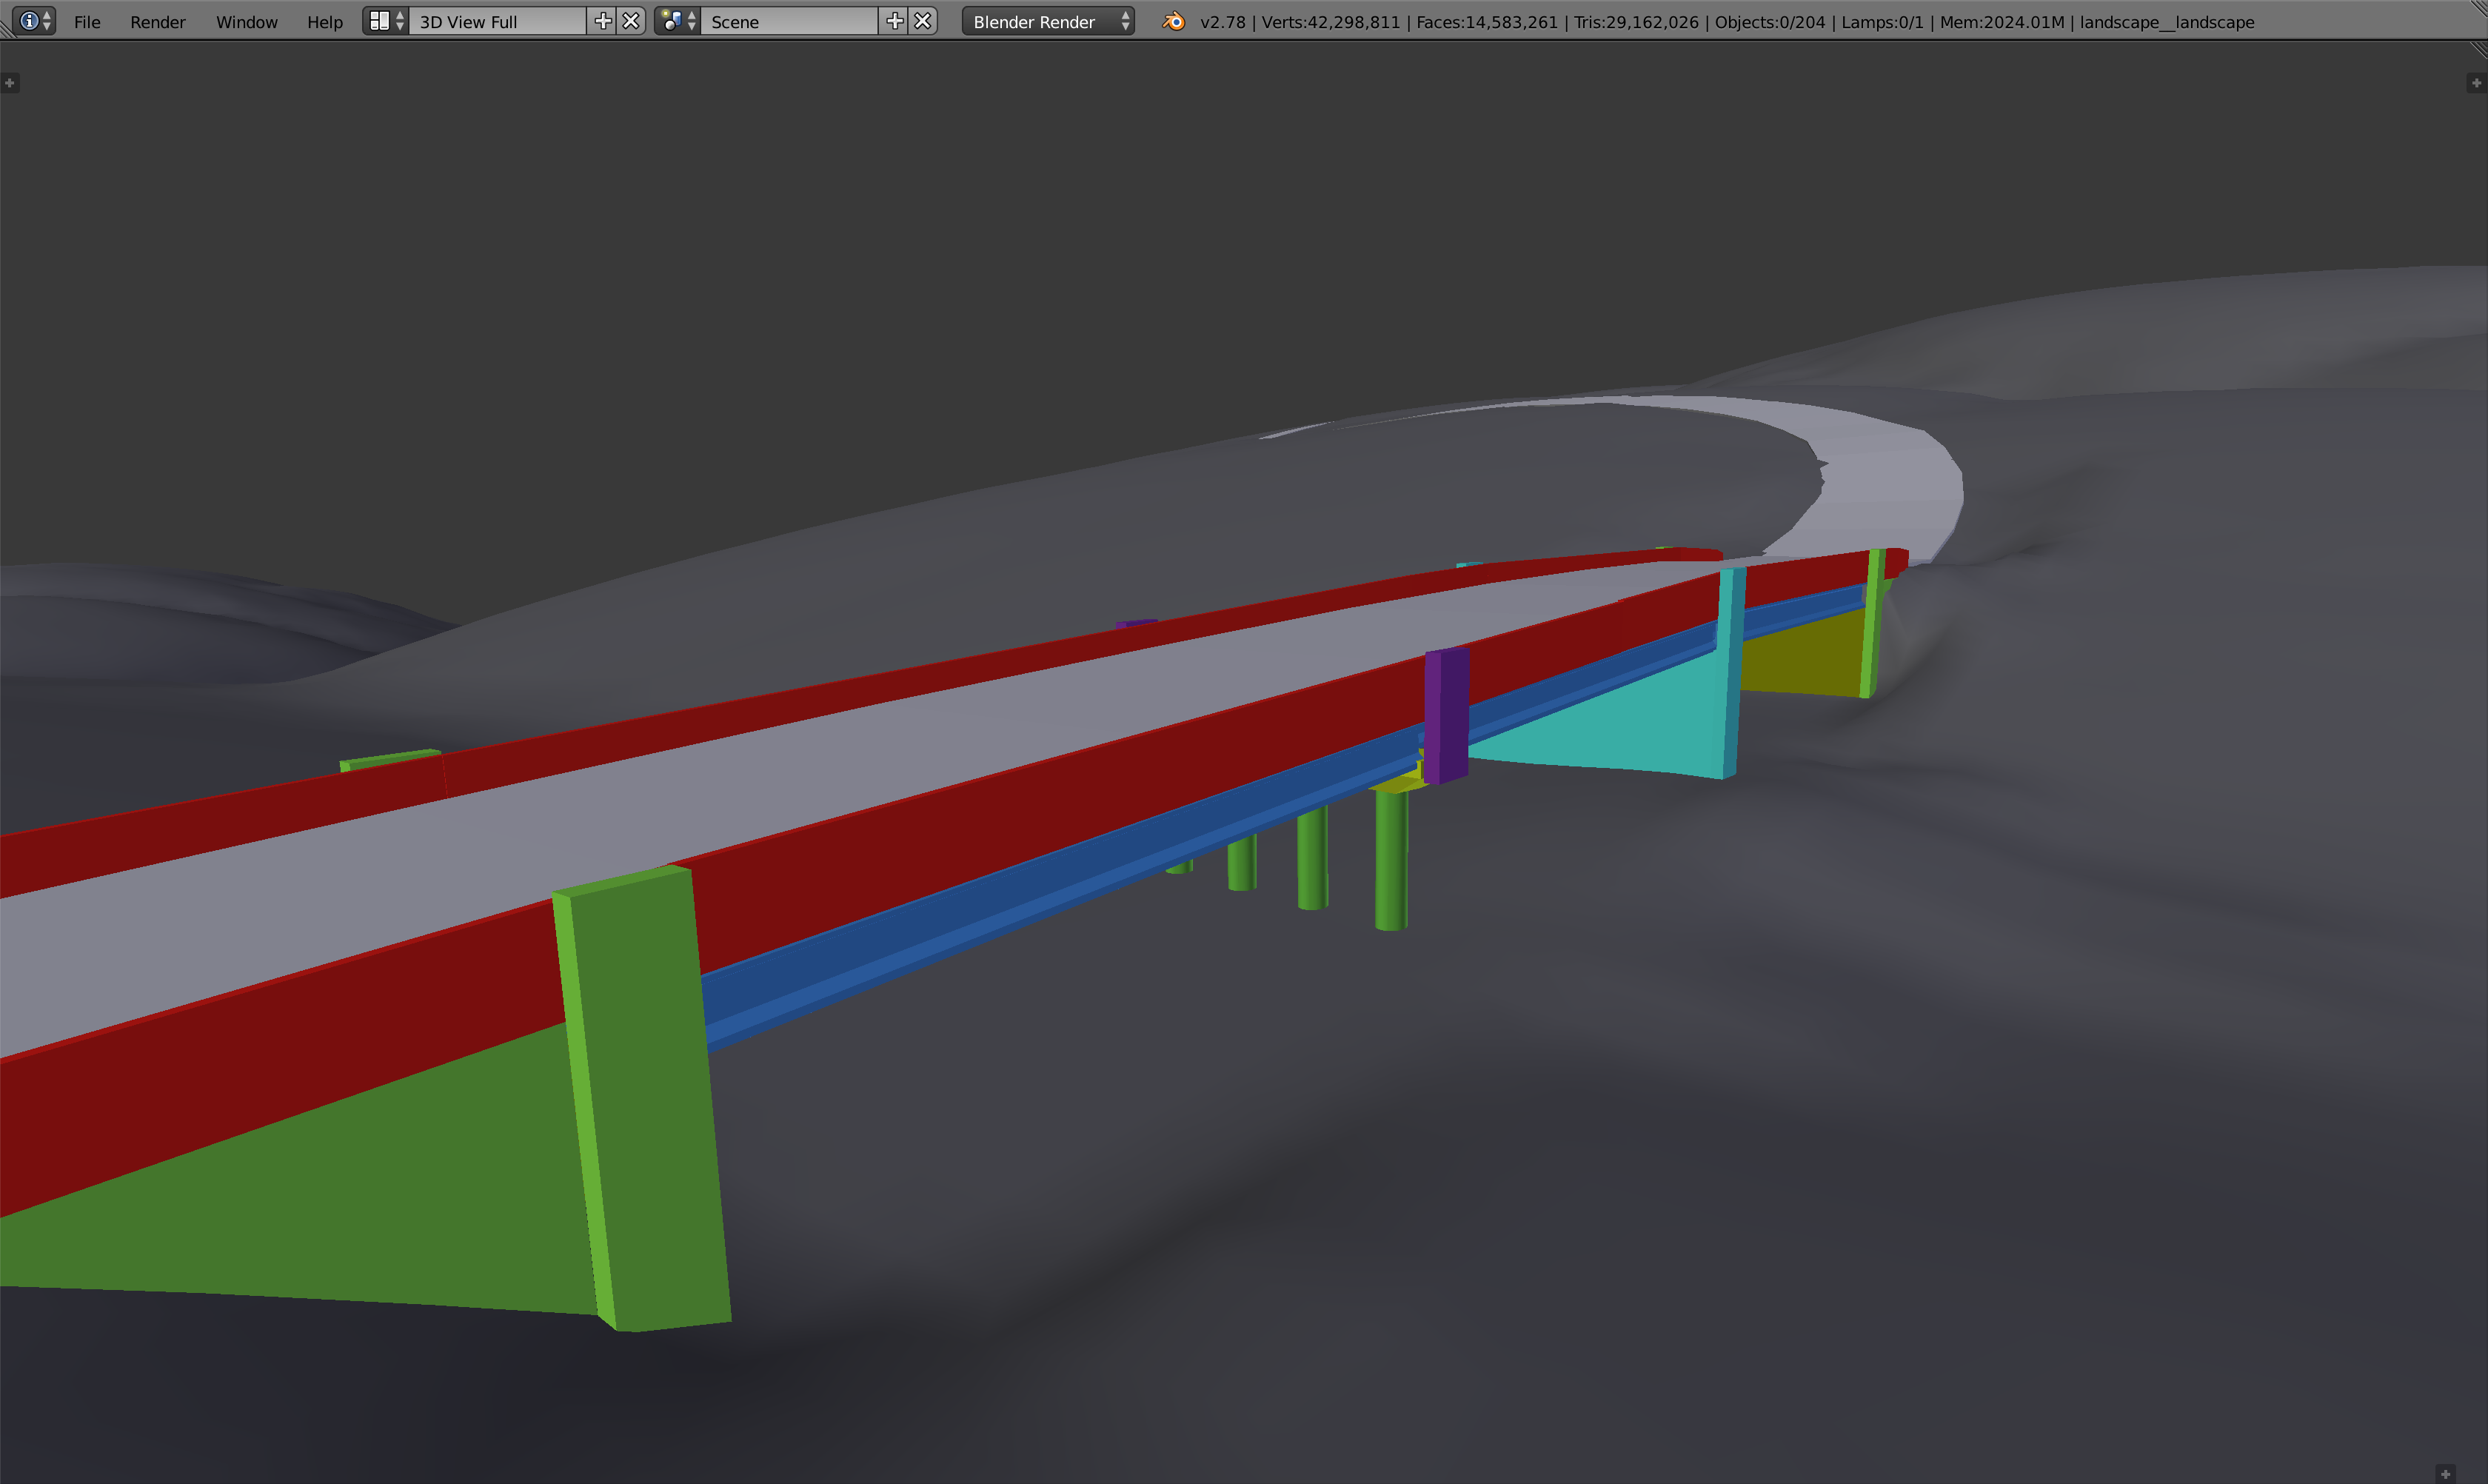 File Render Window Help 3D View Full Scene Blender Render v2.78 | Verts:42,298,811 | Faces:14,583,261 | Tris:29,162,026 | Objects:0/204 | Lamps:0/1 | Mem:2024.01M | landscape__landscape